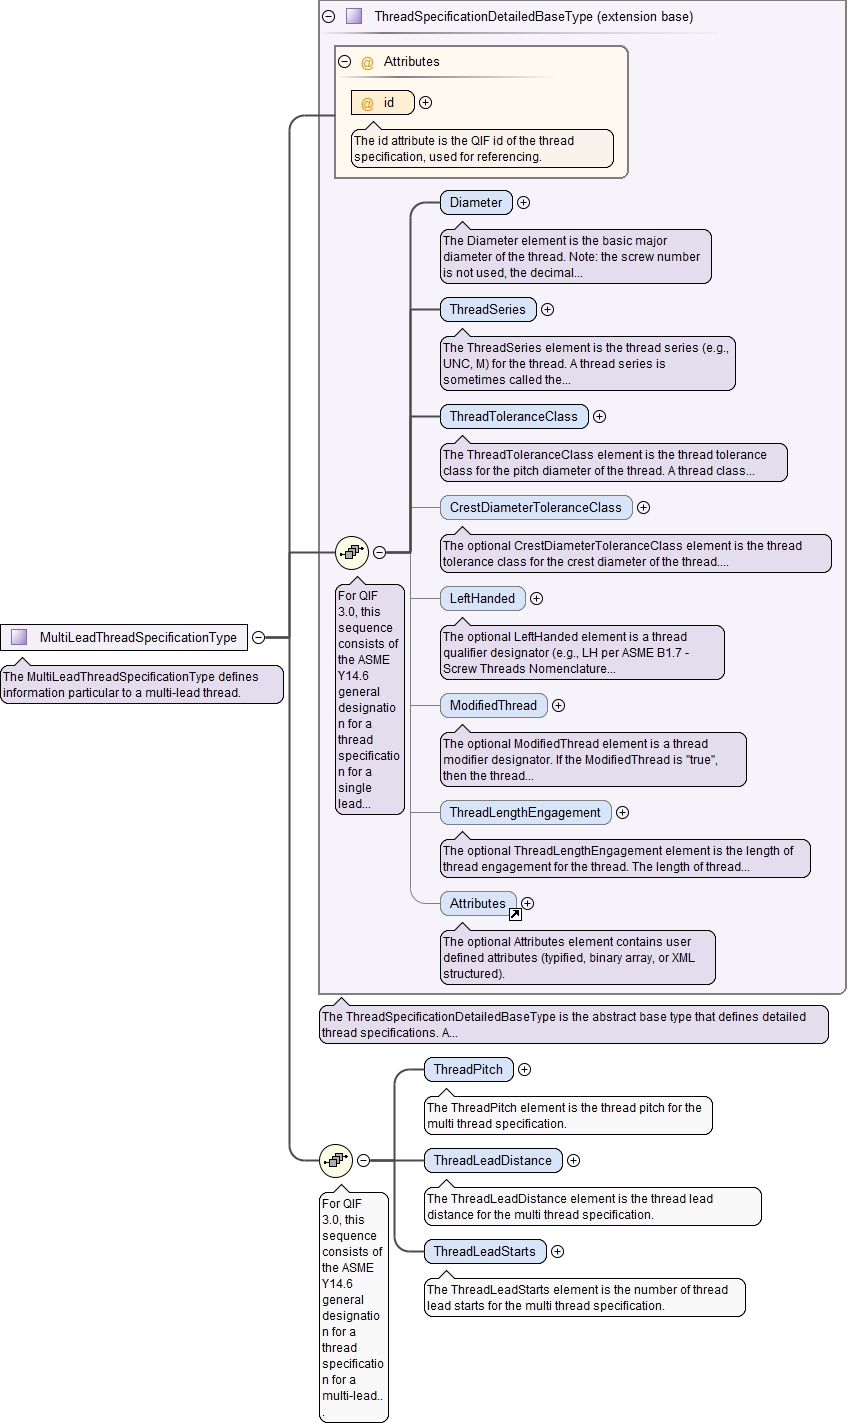 ThreadSpecificationDetailedBaseType (extension base)
@ Attributes
@ id
The id attribute is the QIF id of the thread
specification, used for referencing.
Diameter
The Diameter element is the basic major
diameter of the thread. Note: the screw number
is not used, the decimal...
ThreadSeries
The ThreadSeries element is the thread series (e.g.,
UNC, M) for the thread. A thread series is
sometimes called the...
ThreadToleranceClass
The ThreadToleranceClass element is the thread tolerance
class for the pitch diameter of the thread. A thread class...
CrestDiameterToleranceClass
The optional CrestDiameterToleranceClass element is the thread
tolerance class for the crest diameter of the thread....
For QIF
3.0, this
sequence
consists of
the ASME
Y14.6
general
designatio
n for a
thread
specificatio
n for a
single
lead...
LeftHanded
The optional LeftHanded element is a thread
qualifier designator (e.g., LH per ASME B1.7 -
Screw Threads Nomenclature...
MultiLeadThreadSpecificationType
The MultiLeadThreadSpecificationType defines
information particular to a multi-lead thread.
ModifiedThread
The optional ModifiedThread element is a thread
modifier designator. If the ModifiedThread is "true",
then the thread...
ThreadLengthEngagement
The optional ThreadLengthEngagement element is the length of
thread engagement for the thread. The length of thread...
Attributes
The optional Attributes element contains user
defined attributes (typified, binary array, or XML
structured).
The ThreadSpecificationDetailedBaseType is the abstract base type that defines detailed
thread specifications. A...
ThreadPitch
The ThreadPitch element is the thread pitch for the
multi thread specification.
ThreadLeadDistance
The ThreadLeadDistance element is the thread lead
distance for the multi thread specification.
For QIF
3.0, this
sequence
consists of
the ASME
Y14.6
general
designatio
n for a
thread
specificatio
n for a
multi-lead..
.
ThreadLeadStarts
The ThreadLeadStarts element is the number of thread
lead starts for the multi thread specification.